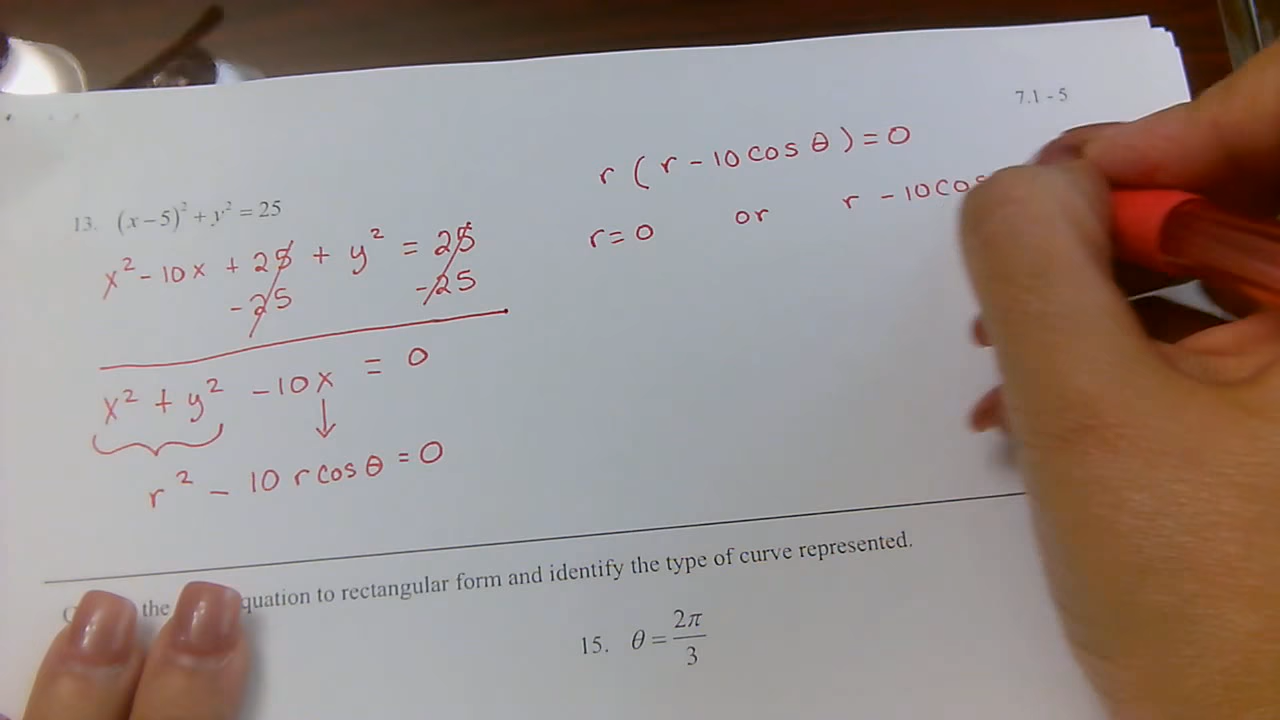 7.1 - 5
13. (x-5)² + y² = 25
x² - 10x + 25 + y² = 25
-25 -25
x² + y² - 10x = 0
r² - 10 r cos θ = 0
r ( r - 10 cos θ ) = 0
r = 0 or r - 10 cos
the quation to rectangular form and identify the type of curve represented.
15. θ = 2π/3